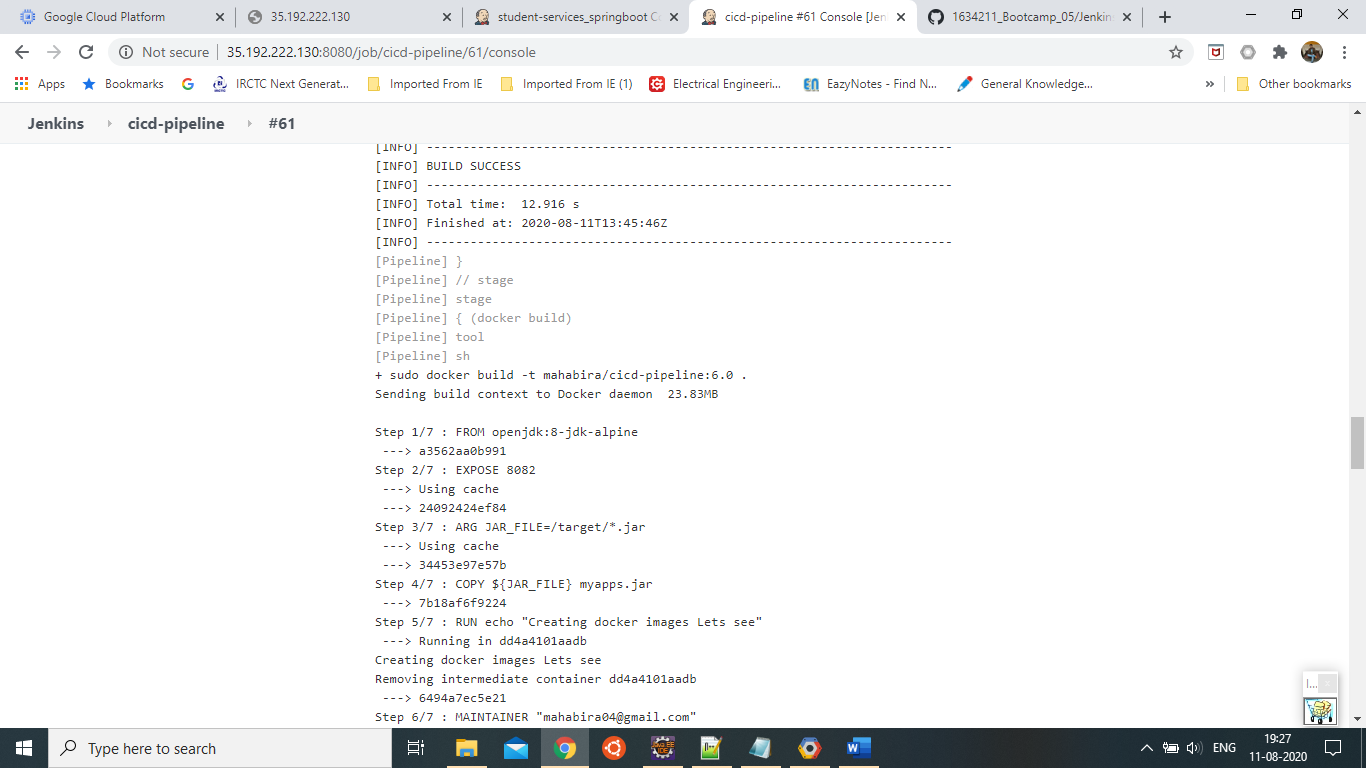 Google Cloud Platform
35.192.222.130
student-services_springboot Co
cicd-pipeline #61 Console [Jen
1634211_Bootcamp_05/Jenkin
Not secure
35.192.222.130:8080/job/cicd-pipeline/61/console
Apps
Bookmarks
IRCTC Next Generat...
Imported From IE
Imported From IE (1)
Electrical Engineeri...
EazyNotes - Find N...
General Knowledge...
»
Other bookmarks
Jenkins
cicd-pipeline
#61
[INFO] ------------------------------------------------------------------------
[INFO] BUILD SUCCESS
[INFO] ------------------------------------------------------------------------
[INFO] Total time:  12.916 s
[INFO] Finished at: 2020-08-11T13:45:46Z
[INFO] ------------------------------------------------------------------------
[Pipeline] }
[Pipeline] // stage
[Pipeline] stage
[Pipeline] { (docker build)
[Pipeline] tool
[Pipeline] sh
+ sudo docker build -t mahabira/cicd-pipeline:6.0 .
Sending build context to Docker daemon  23.83MB
Step 1/7 : FROM openjdk:8-jdk-alpine
 ---> a3562aa0b991
Step 2/7 : EXPOSE 8082
 ---> Using cache
 ---> 24092424ef84
Step 3/7 : ARG JAR_FILE=/target/*.jar
 ---> Using cache
 ---> 34453e97e57b
Step 4/7 : COPY ${JAR_FILE} myapps.jar
 ---> 7b18af6f9224
Step 5/7 : RUN echo "Creating docker images Lets see"
 ---> Running in dd4a4101aadb
Creating docker images Lets see
Removing intermediate container dd4a4101aadb
 ---> 6494a7ec5e21
Step 6/7 : MAINTAINER "mahabira04@gmail.com"
Type here to search
ENG
19:27
11-08-2020